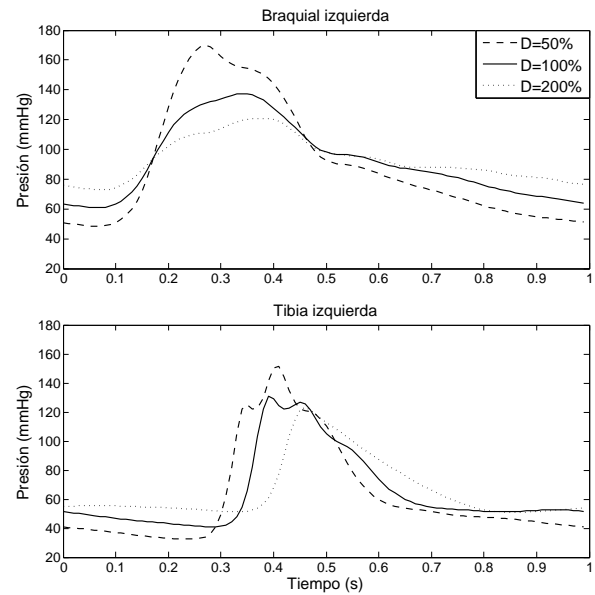 Braquial izquierda
180
160
140
120
100
80
60
40
20
Presión (mmHg)
D=50%
D=100%
D=200%
0 0.1 0.2 0.3 0.4 0.5 0.6 0.7 0.8 0.9 1
Tibia izquierda
180
160
140
120
100
80
60
40
20
Presión (mmHg)
0 0.1 0.2 0.3 0.4 0.5 0.6 0.7 0.8 0.9 1
Tiempo (s)